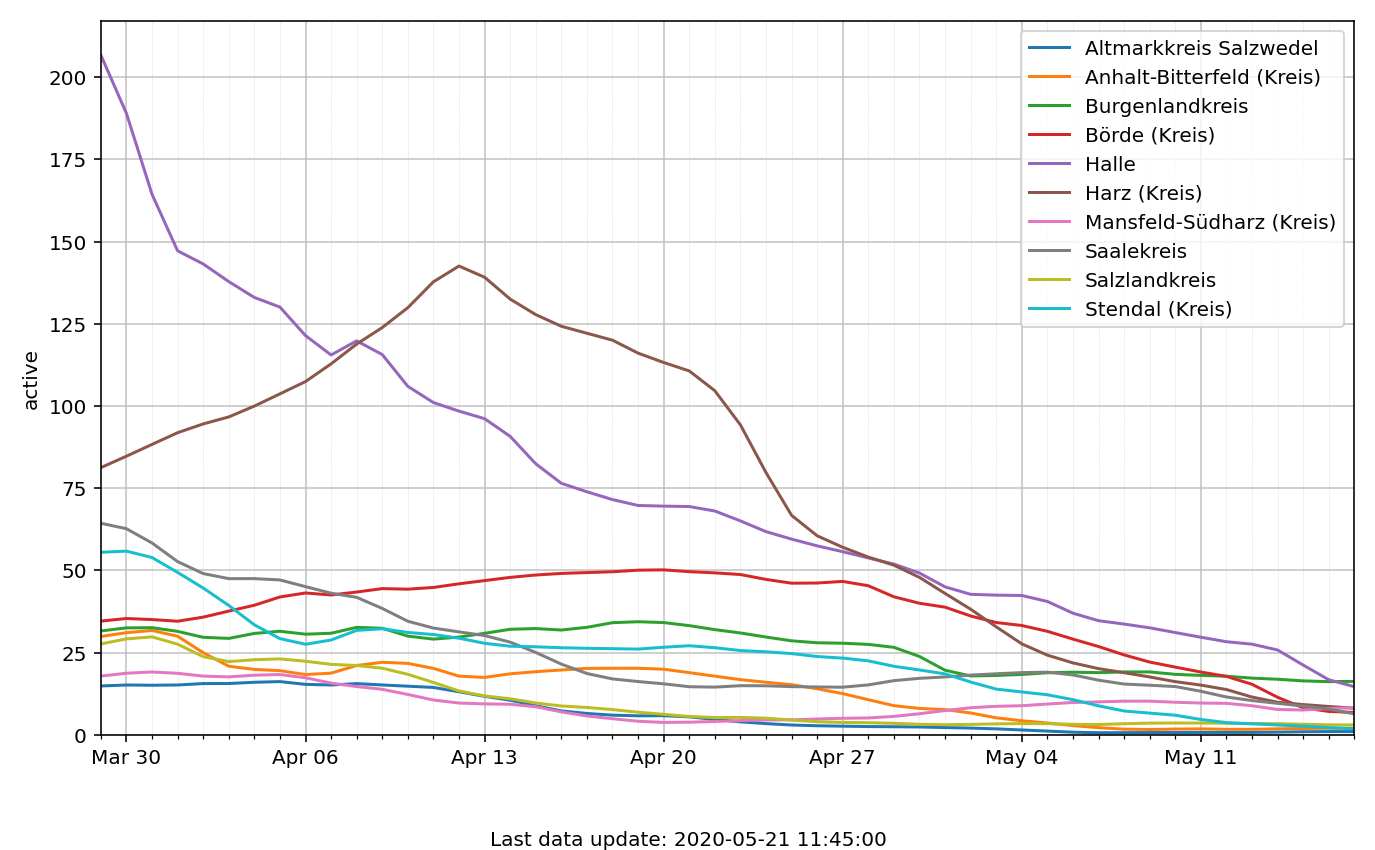 200
175
150
125
100
75
50
25
0
active
Altmarkkreis Salzwedel
Anhalt-Bitterfeld (Kreis)
Burgenlandkreis
Börde (Kreis)
Halle
Harz (Kreis)
Mansfeld-Südharz (Kreis)
Saalekreis
Salzlandkreis
Stendal (Kreis)
Mar 30 Apr 06 Apr 13 Apr 20 Apr 27 May 04 May 11
Last data update: 2020-05-21 11:45:00